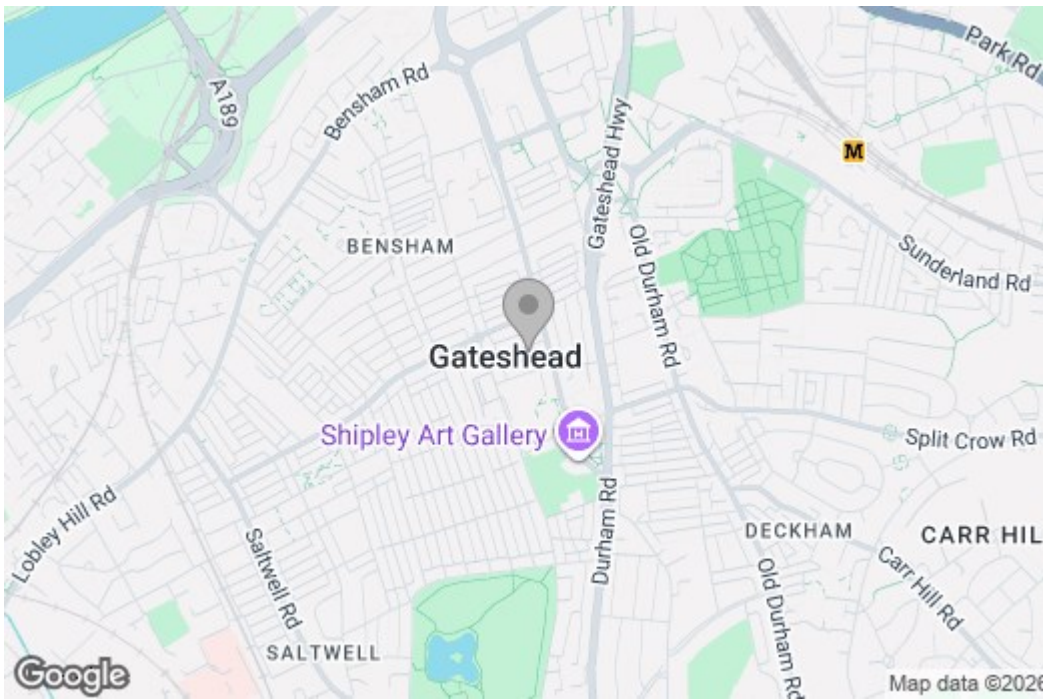 Park Rd
A189
Bensham Rd
Gateshead Hwy
M
BENSHAM
Old Durham Rd
Sunderland Rd
Gateshead
Shipley Art Gallery
Split Crow Rd
Lobley Hill Rd
Saltwell Rd
Durham Rd
DECKHAM
CARR HIL
Carr Hill Rd
Old Durham Rd
SALTWELL
Google
Map data ©2026